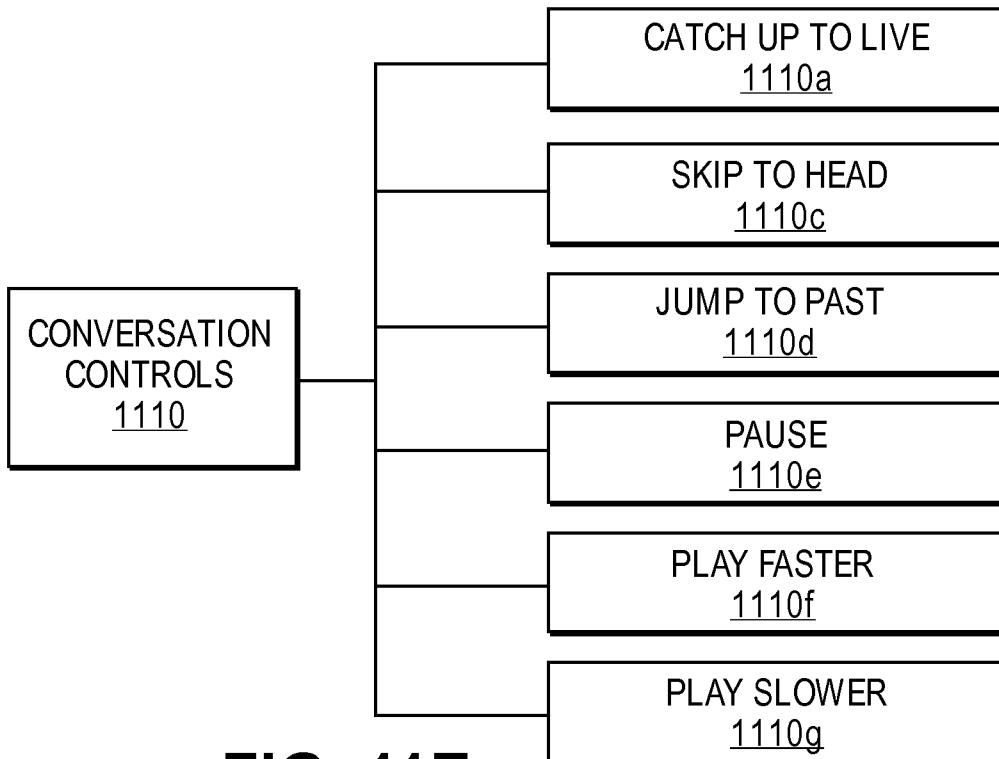 CATCH UP TO LIVE
1110a
SKIP TO HEAD
1110c
JUMP TO PAST
1110d
CONVERSATION
CONTROLS
1110
PAUSE
1110e
PLAY FASTER
1110f
PLAY SLOWER
1110g